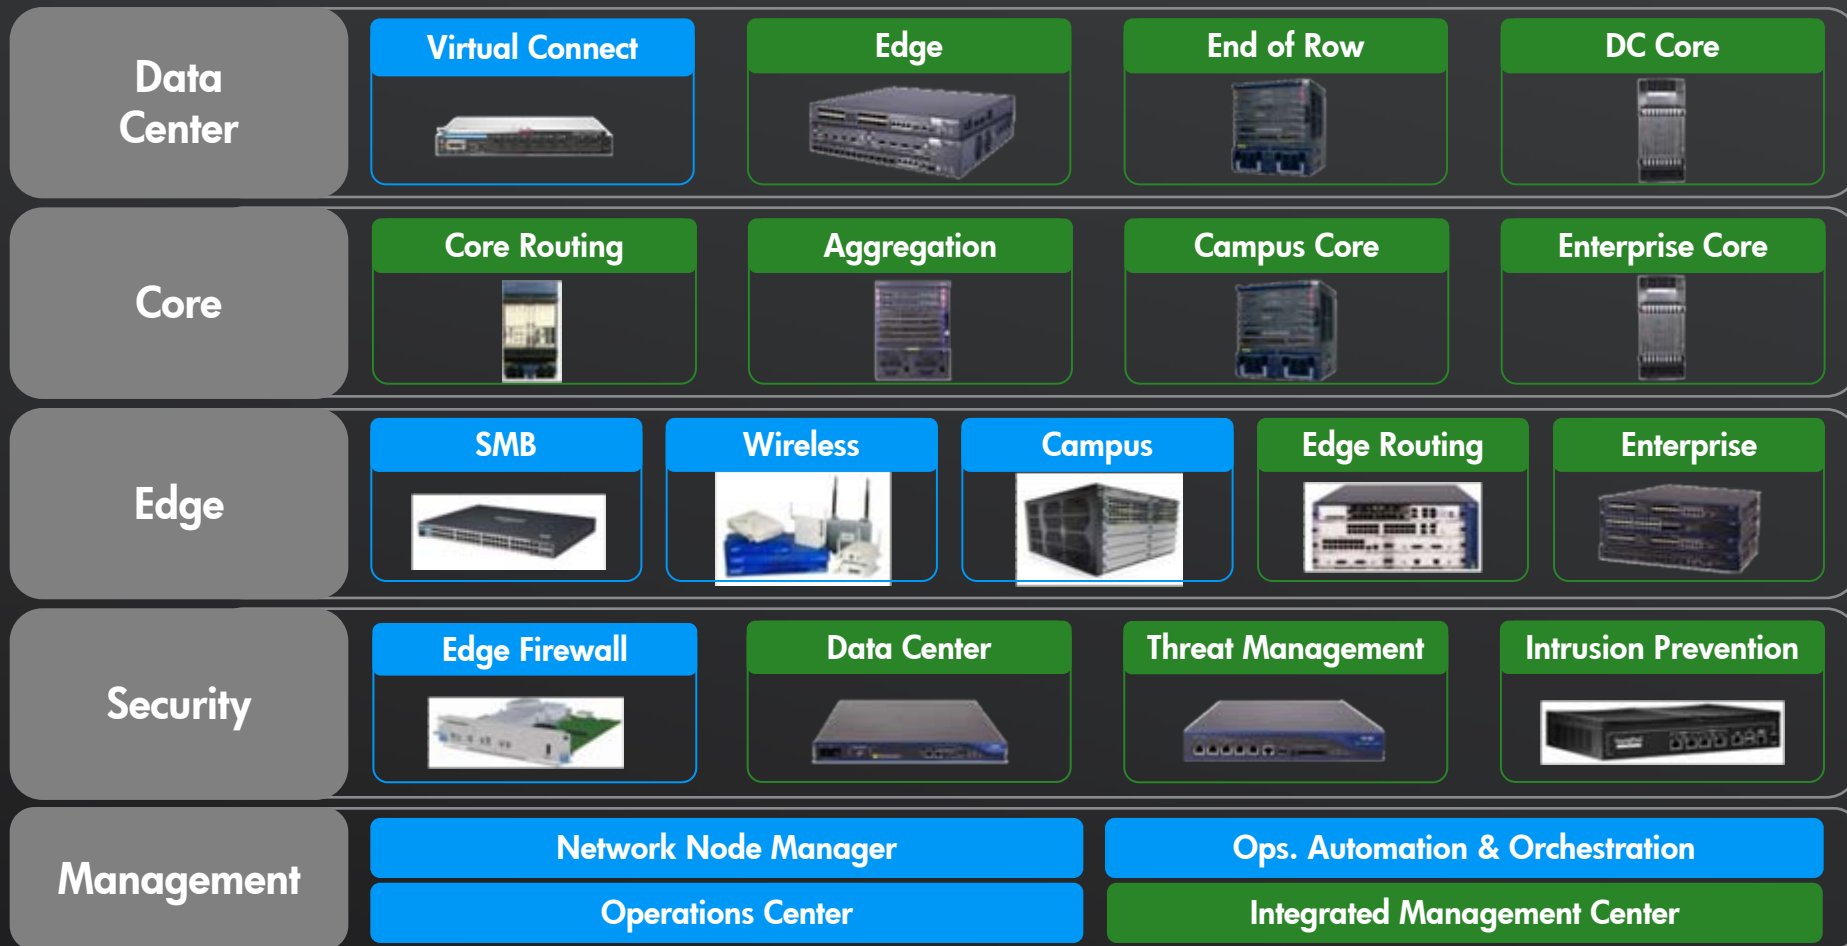 Data
Center
Virtual Connect
Edge
End of Row
DC Core
Core
Core Routing
Aggregation
Campus Core
Enterprise Core
Edge
SMB
Wireless
Campus
Edge Routing
Enterprise
Security
Edge Firewall
Data Center
Threat Management
Intrusion Prevention
Management
Network Node Manager
Ops. Automation & Orchestration
Operations Center
Integrated Management Center